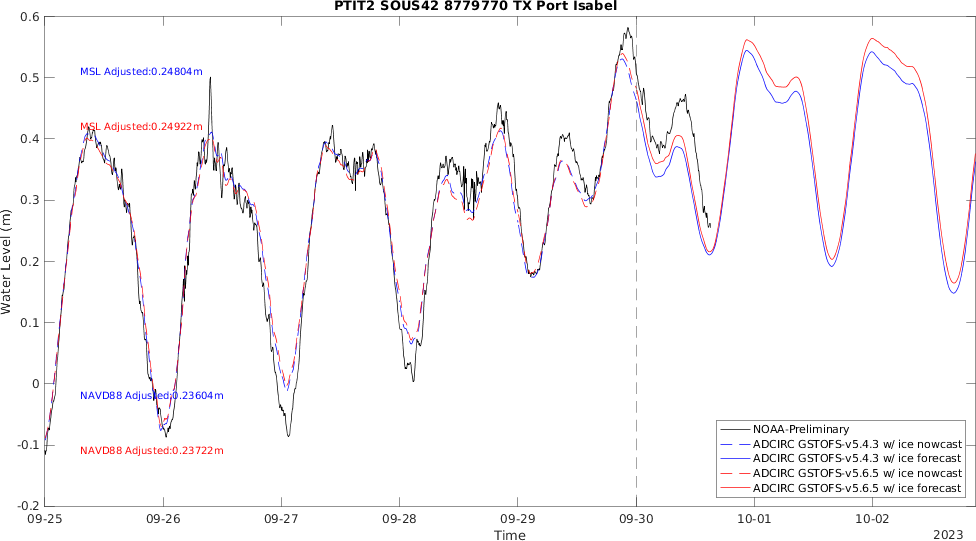 PTIT2 SOUS42 8779770 TX Port Isabel
0.6
0.5
0.4
0.3
0.2
0.1
0
-0.1
-0.2
Water Level (m)
MSL Adjusted:0.24804m
MSL Adjusted:0.24922m
NAVD88 Adjusted:0.23604m
NAVD88 Adjusted:0.23722m
NOAA-Preliminary
ADCIRC GSTOFS-v5.4.3 w/ ice nowcast
ADCIRC GSTOFS-v5.4.3 w/ ice forecast
ADCIRC GSTOFS-v5.6.5 w/ ice nowcast
ADCIRC GSTOFS-v5.6.5 w/ ice forecast
09-25 09-26 09-27 09-28 09-29 09-30 10-01 10-02
Time
2023